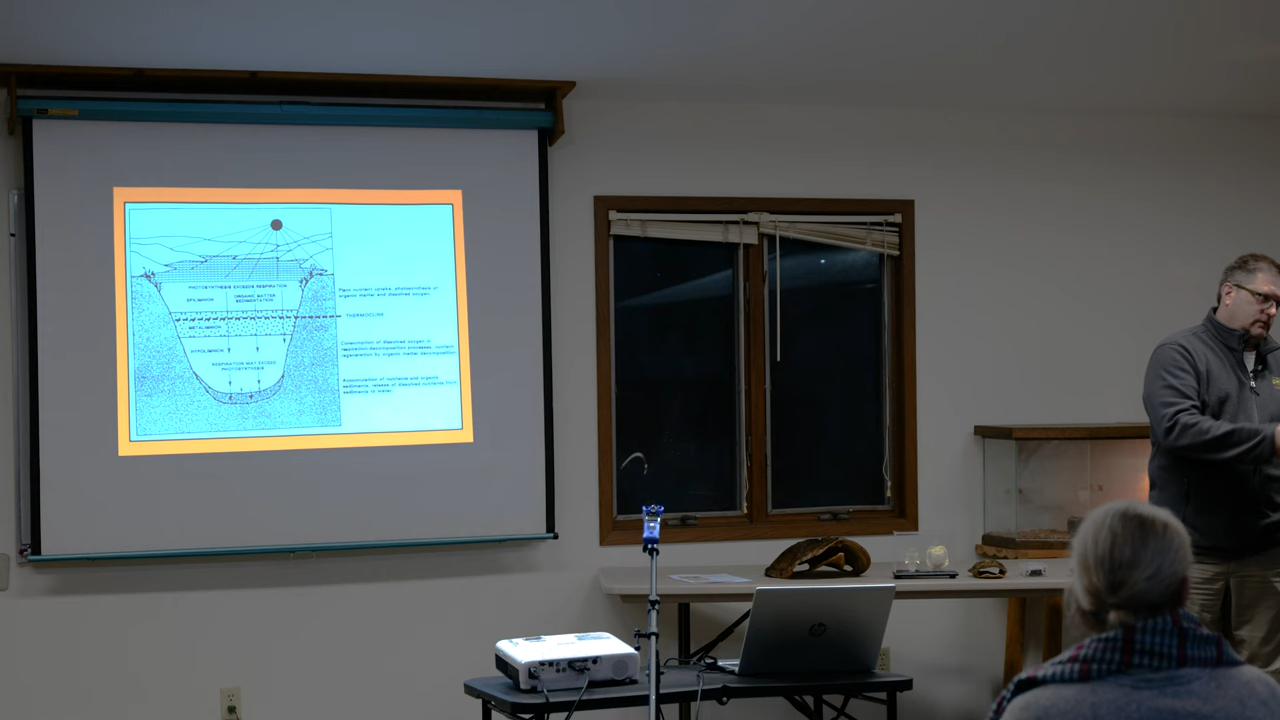 PHOTOSYNTHESIS EXCEEDS RESPIRATION
EPILIMNION
ORGANIC MATTER
SEDIMENTATION
Plant nutrient uptake, photosynthesis of
organic matter and dissolved oxygen.
THERMOCLINE
METALIMNION
HYPOLIMNION
Consumption of dissolved oxygen in
respiration-decomposition processes, nutrient
regeneration by organic matter decomposition
RESPIRATION MAY EXCEED
PHOTOSYNTHESIS
Accumulation of nutrients and organic
sediments, release of dissolved nutrients from
sediments to water.
hp